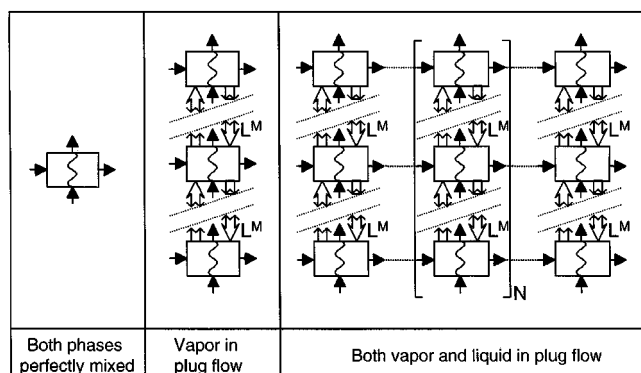 L^M
L^M
L^M
L^M
L^M
L^M
L^M
L^M
N
Both phases
perfectly mixed
Vapor in
plug flow
Both vapor and liquid in plug flow